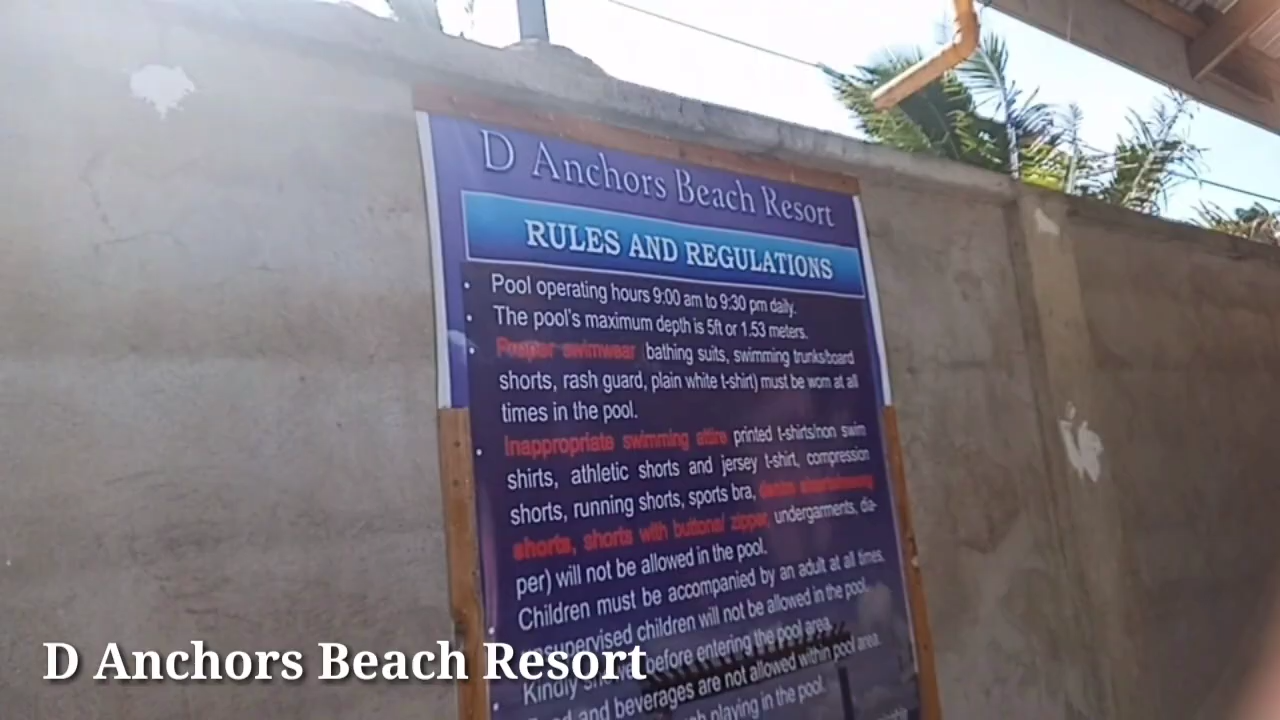 D Anchors Beach Resort
RULES AND REGULATIONS
• Pool operating hours 9:00 am to 9:30 pm daily.
• The pool's maximum depth is 5ft or 1.53 meters.
• Proper swimwear bathing suits, swimming trunks/board
shorts, rash guard, plain white t-shirt) must be worn at all
times in the pool.
• Inappropriate swimming attire printed t-shirts/non swim
shirts, athletic shorts and jersey t-shirt, compression
shorts, running shorts, sports bra, denim
shorts, shorts with buttons/ zipper, undergarments, dia-
per) will not be allowed in the pool.
Children must be accompanied by an adult at all times.
unsupervised children will not be allowed in the pool.
• Kindly before entering the pool area.
and beverages are not allowed within pool area.
playing in the pool.
D Anchors Beach Resort